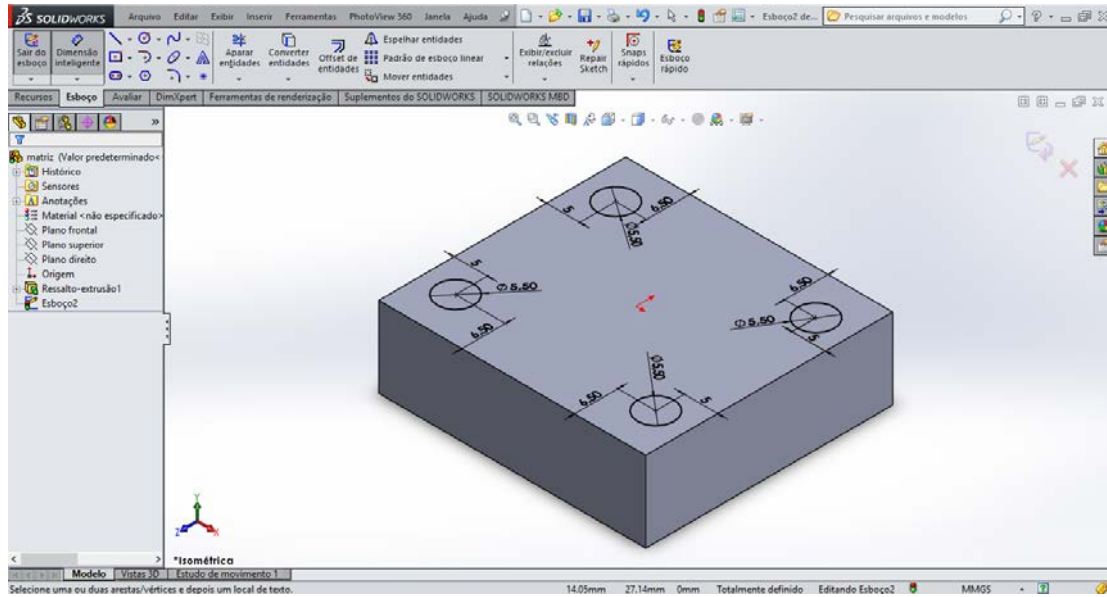 SOLIDWORKS Arquivo Editar Exibir Inserir Ferramentas PhotoView 360 Janela Ajuda Esboco2 de... Pesquisar arquivos e modelos
Sair do esboço
Dimensão inteligente
Aparar entidades
Converter entidades
Offset de entidades
Espelhar entidades
Padrão de esboço linear
Mover entidades
Exibir/excluir relações
Repair Sketch
Snaps rápidos
Esboço rápido
Recursos Esboço Avaliar DimXpert Ferramentas de renderização Suplementos do SOLIDWORKS SOLIDWORKS MBD
matriz (Valor predeterminado<
Histórico
Sensores
Anotações
Material <não especificado>
Plano frontal
Plano superior
Plano direito
Origem
Ressalto-extrusão1
Esboço2
5
6.50
Ø5.50
5
Ø5.50
6.50
6.50
Ø5.50
5
Ø5.50
6.50
5
Y
Z
X
*Isométrica
Modelo Vistas 3D Estudo de movimento 1
Selecione uma ou duas arestas/vértices e depois um local de texto. 14.05mm 27.14mm 0mm Totalmente definido Editando Esboço2 MMGS